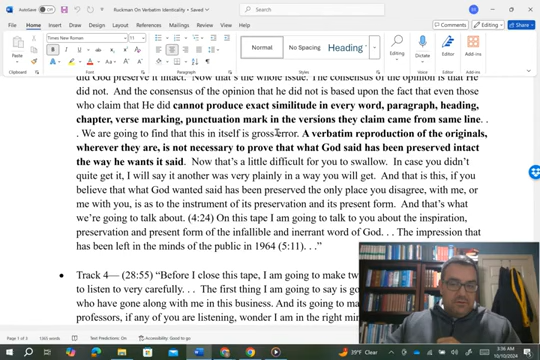 AutoSave Off Ruckman On Verbatim Identicality • Saved Search
File Home Insert Draw Design Layout References Mailings Review View Help Comments Editing Share
Times New Roman 11 Normal No Spacing Heading Editing Dictate Add-ins
Paste
Clipboard Font Paragraph Styles Voice Add-ins
did God preserve it intact. Now that's the whole issue. The consensus of the opinion is that He did
not. And the consensus of the opinion that he did not is based upon the fact that even those
who claim that He did cannot produce exact similitude in every word, paragraph, heading,
chapter, verse marking, punctuation mark in the versions they claim came from same line. .
. We are going to find that this in itself is gross error. A verbatim reproduction of the originals,
wherever they are, is not necessary to prove that what God said has been preserved intact
the way he wants it said. Now that's a little difficult for you to swallow. In case you didn't
quite get it, I will say it another was very plainly in a way you will get. And that is this, if
you believe that what God wanted said has been preserved the only place you disagree, with me, or
me with you, is as to the instrument of its preservation and its present form. And that's what
we're going to talk about. (4:24) On this tape I am going to talk to you about the inspiration,
preservation and present form of the infallible and inerrant word of God. . . The impression that
has been left in the minds of the public in 1964 (5:11). . ."
• Track 4— (28:55) "Before I close this tape, I am going to make tw
to listen to very carefully. . . The first thing I am going to say is go
who have gone along with me in this business. And its going to ma
professors, if any of you are listening, wonder I am in the right min
Page 1 of 3 1365 words Text Predictions: On Accessibility: Good to go
39°F Clear 3:36 AM
10/10/2024